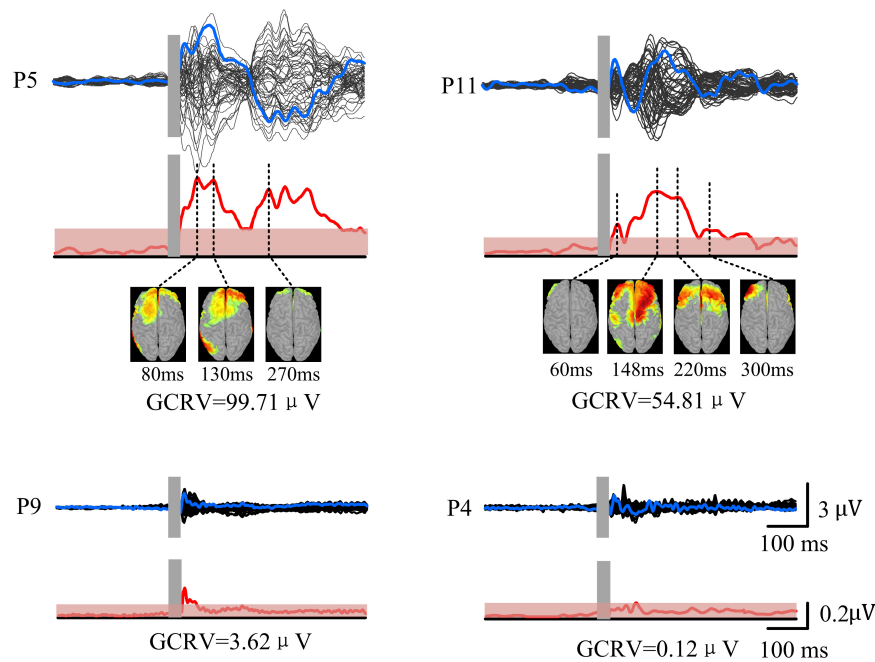 P5
P11
80ms 130ms 270ms
60ms 148ms 220ms 300ms
GCRV=99.71 μ V
GCRV=54.81 μ V
P9
P4
3 μV
100 ms
0.2μV
GCRV=3.62 μ V
GCRV=0.12 μ V
100 ms